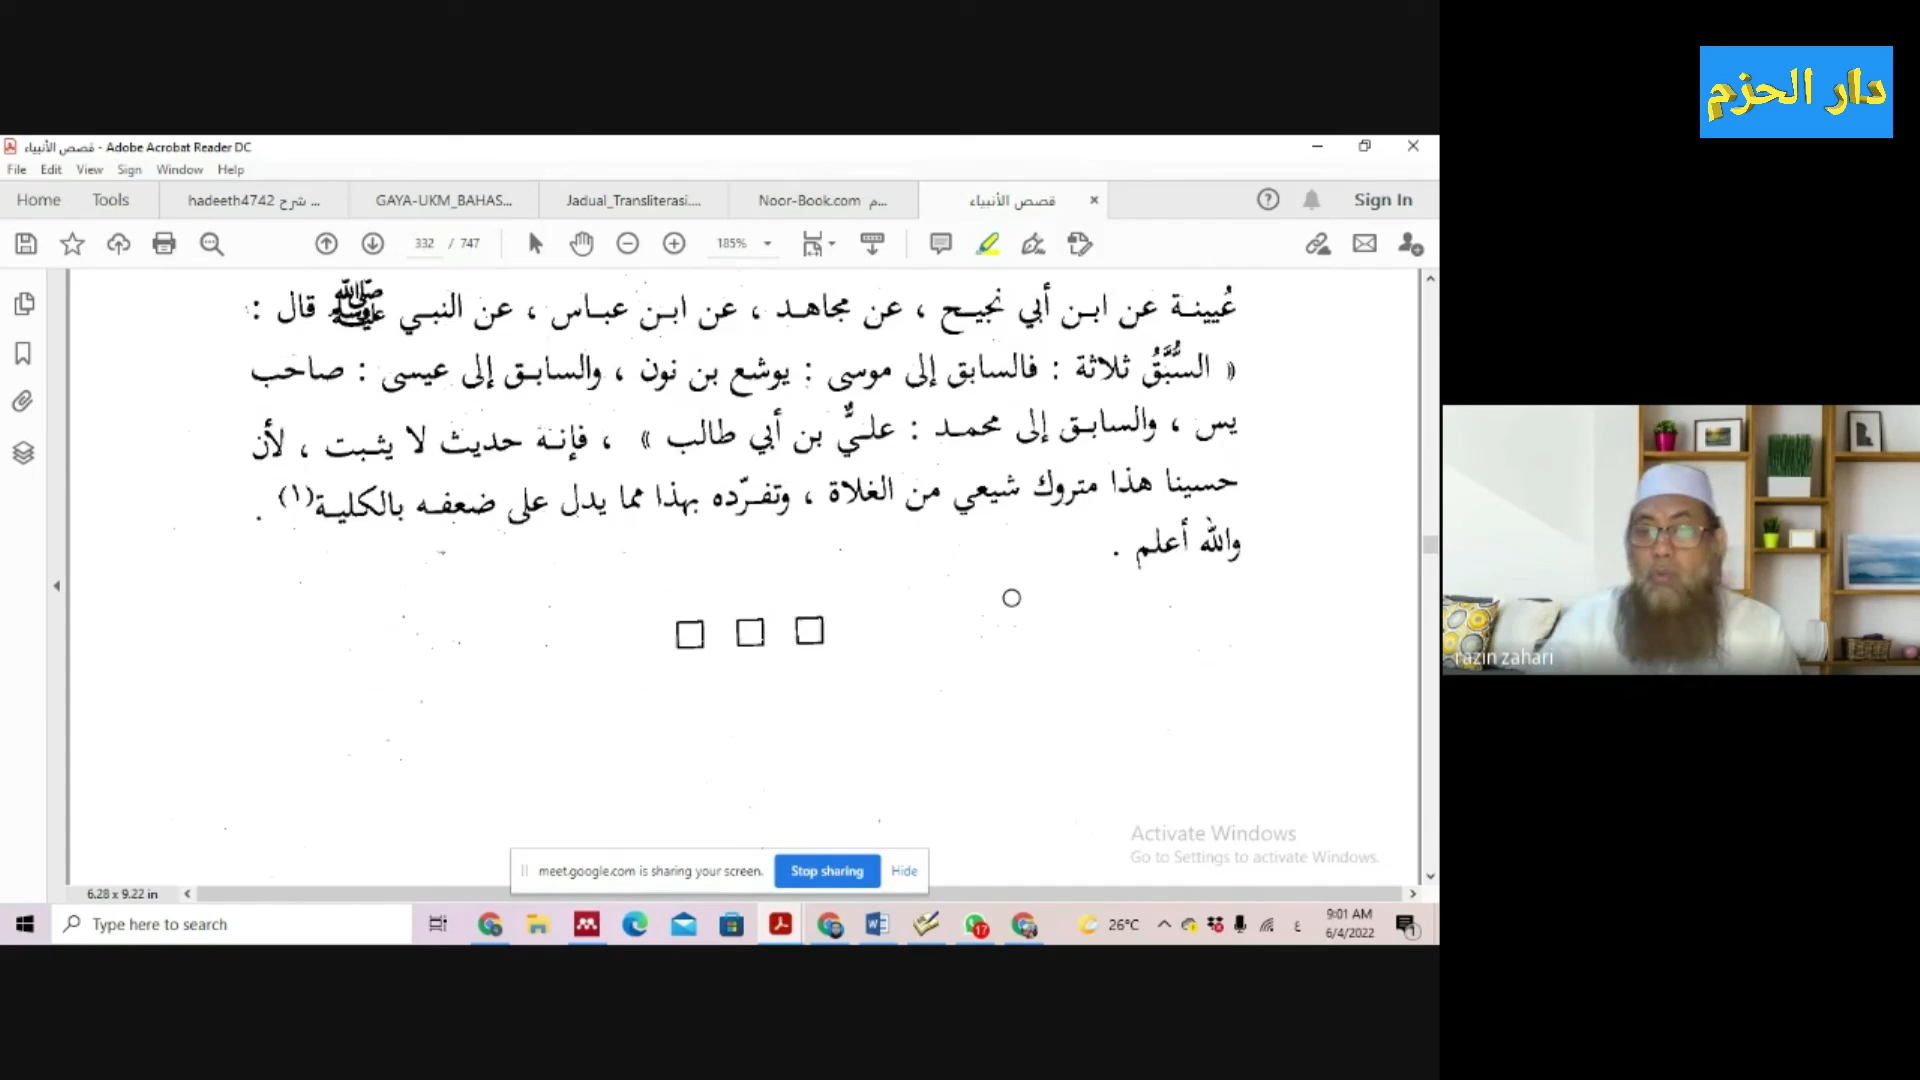 دار الحزم
قصص الأنبياء - Adobe Acrobat Reader DC
File Edit View Sign Window Help
Home Tools hadeeth4742 شرح ... GAYA-UKM_BAHAS... Jadual_Transliterasi.... Noor-Book.com م... قصص الأنبياء Sign In
332 / 747 185%
عُيينة عن ابن أبي نجيح ، عن مجاهد ، عن ابن عباس ، عن النبي ﷺ قال :
« السُّبَّقُ ثلاثة : فالسابق إلى موسى : يوشع بن نون ، والسابق إلى عيسى : صاحب
يس ، والسابق إلى محمد : عليٌّ بن أبي طالب » ، فإنه حديث لا يثبت ، لأن
حسينا هذا متروك شيعي من الغلاة ، وتفرّده بهذا مما يدل على ضعفه بالكلية(١) .
والله أعلم .
razin zahari
Activate Windows
Go to Settings to activate Windows.
meet.google.com is sharing your screen. Stop sharing Hide
6.28 x 9.22 in
Type here to search 17 26°C ع 9:01 AM
6/4/2022 1